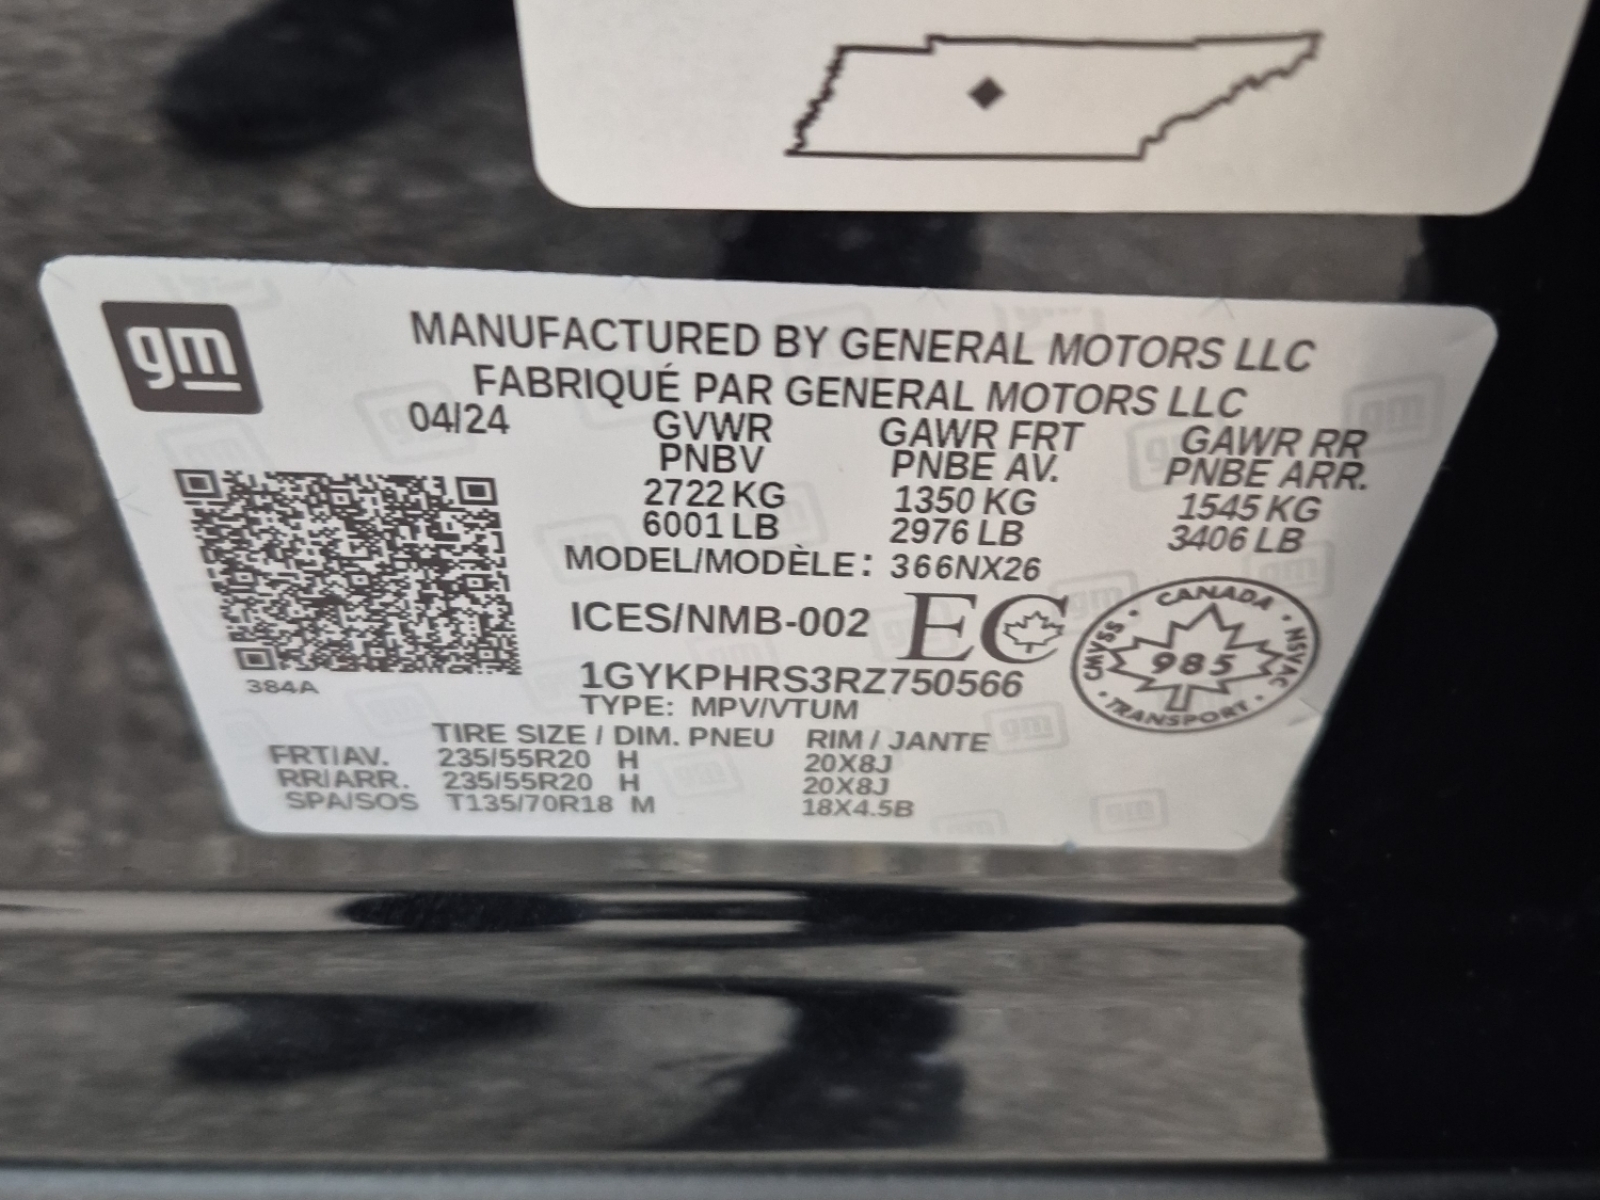 gm
MANUFACTURED BY GENERAL MOTORS LLC
FABRIQUÉ PAR GENERAL MOTORS LLC
04/24 GVWR GAWR FRT GAWR RR
PNBV PNBE AV. PNBE ARR.
2722 KG 1350 KG 1545 KG
6001 LB 2976 LB 3406 LB
MODEL/MODÈLE: 366NX26
ICES/NMB-002 EC
1GYKPHRS3RZ750566
384A
TYPE: MPV/VTUM
CANADA
CMVSS 985 NSVAC
TRANSPORT
TIRE SIZE / DIM. PNEU RIM / JANTE
FRT/AV. 235/55R20 H 20X8J
RR/ARR. 235/55R20 H 20X8J
SPA/SOS T135/70R18 M 18X4.5B